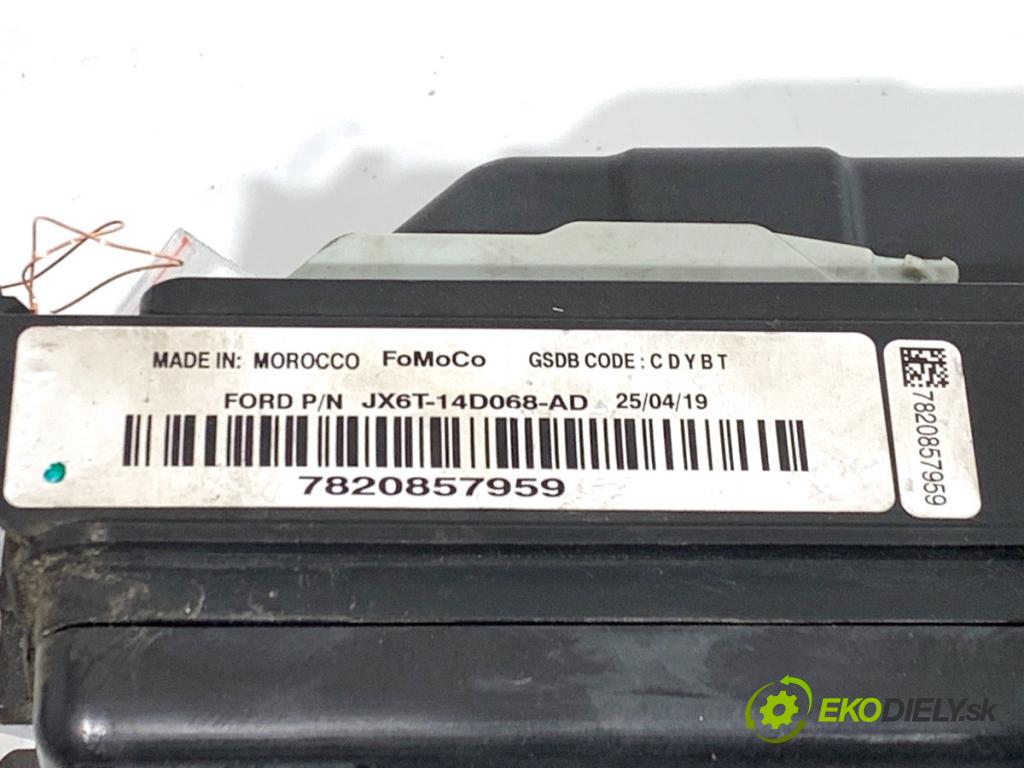 MADE IN: MOROCCO FoMoCo GSDB CODE : C D Y B T
FORD P/N JX6T-14D068-AD 25/04/19
7820857959
7820857959
EKODIELY.sk